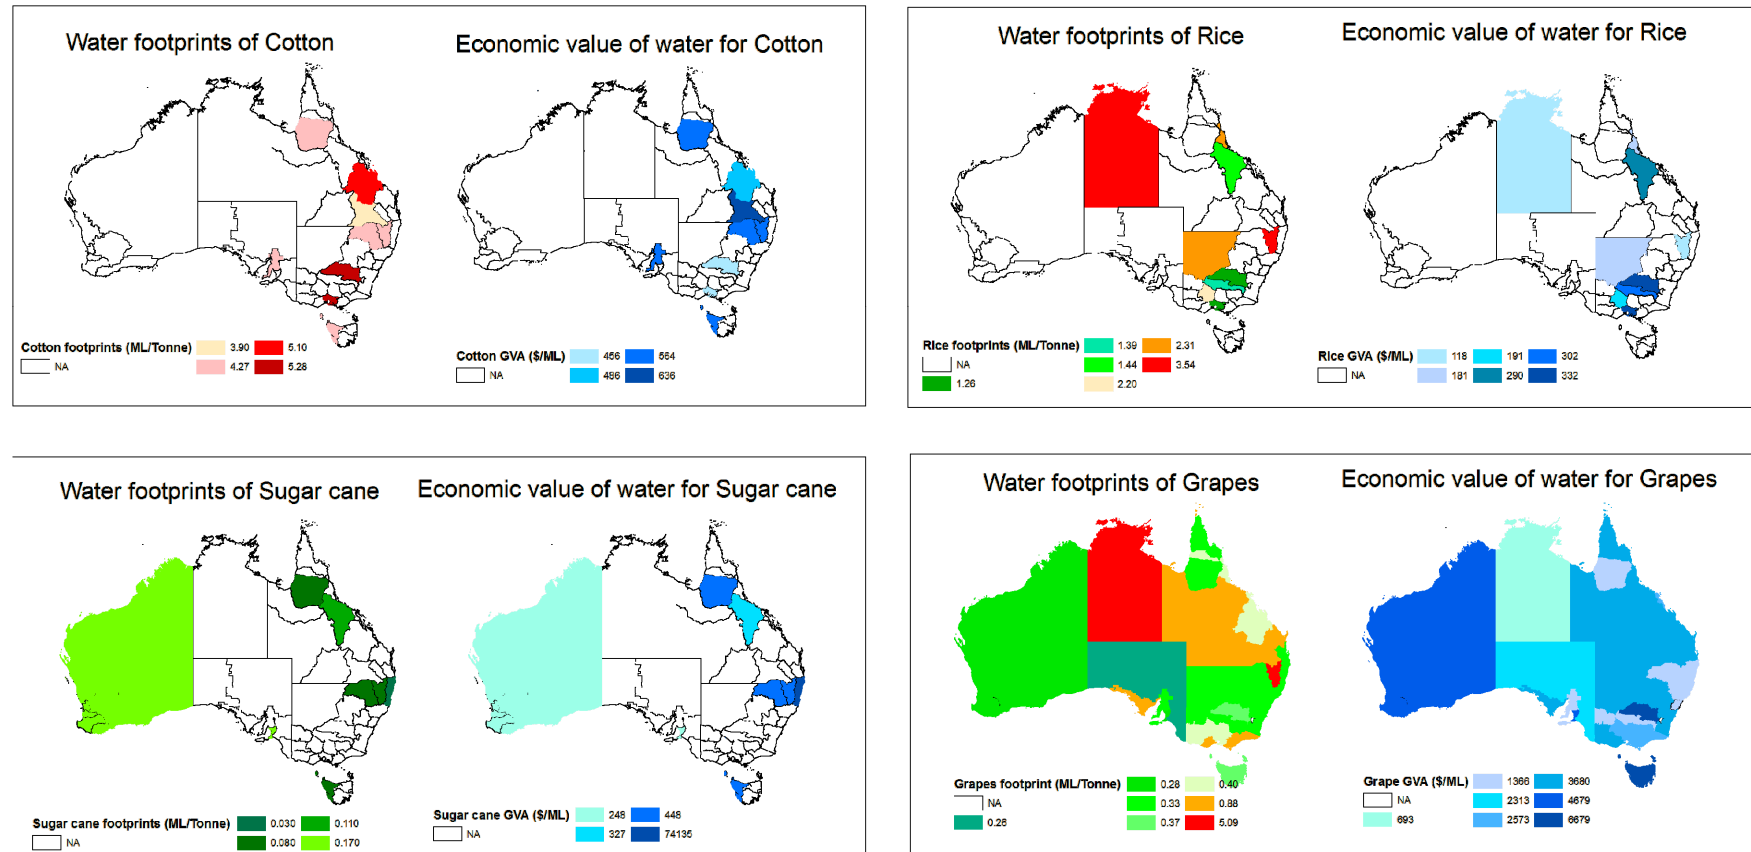 Water footprints of Cotton
Economic value of water for Cotton
Cotton footprints (ML/Tonne)
3.90
5.10
NA
4.27
5.28
Cotton GVA ($/ML)
466
564
NA
486
636
Water footprints of Rice
Economic value of water for Rice
Rice footprints (ML/Tonne)
1.39
2.31
NA
1.44
3.54
1.26
2.20
Rice GVA ($/ML)
118
191
302
NA
181
290
332
Water footprints of Sugar cane
Economic value of water for Sugar cane
Sugar cane footprints (ML/Tonne)
0.030
0.110
NA
0.080
0.170
Sugar cane GVA ($/ML)
248
448
NA
327
74135
Water footprints of Grapes
Economic value of water for Grapes
Grapes footprint (ML/Tonne)
0.28
0.40
NA
0.33
0.88
0.26
0.37
5.09
Grape GVA ($/ML)
1366
3680
NA
2313
4679
693
2573
6679